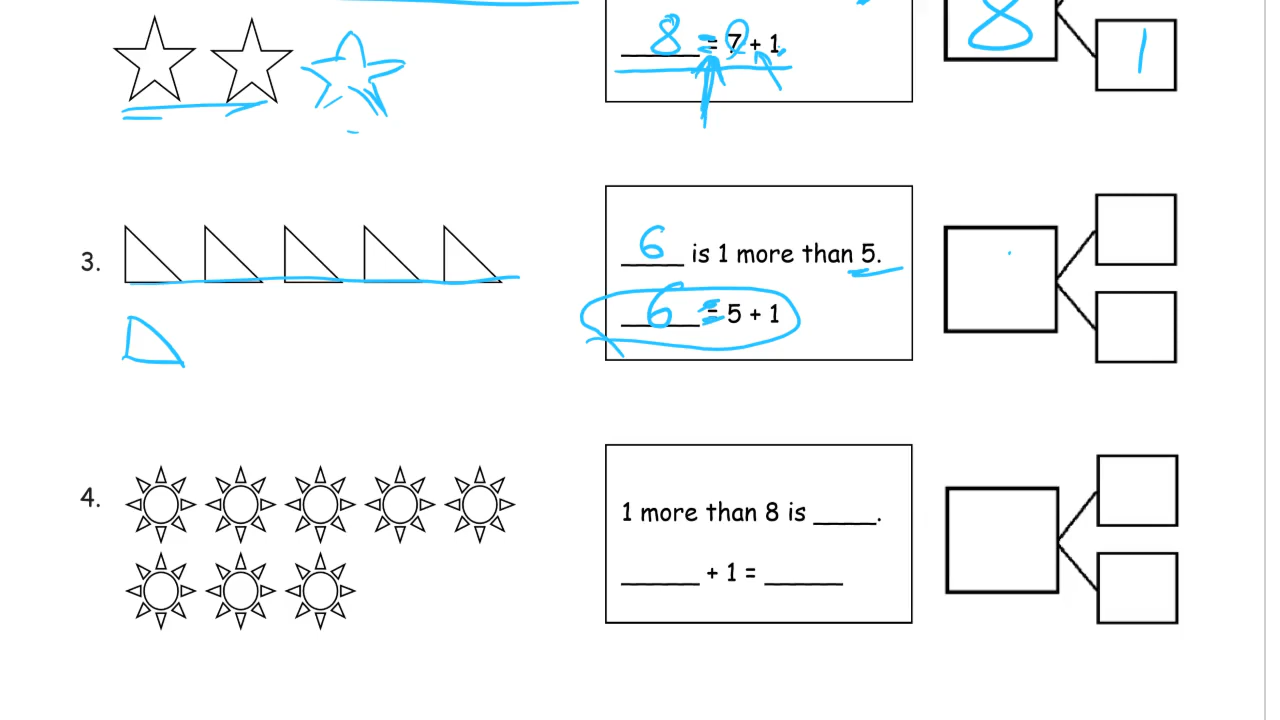 8 = 7 + 1
8
1
3.
6 is 1 more than 5.
6 = 5 + 1
4.
1 more than 8 is ____.
______ + 1 = ______